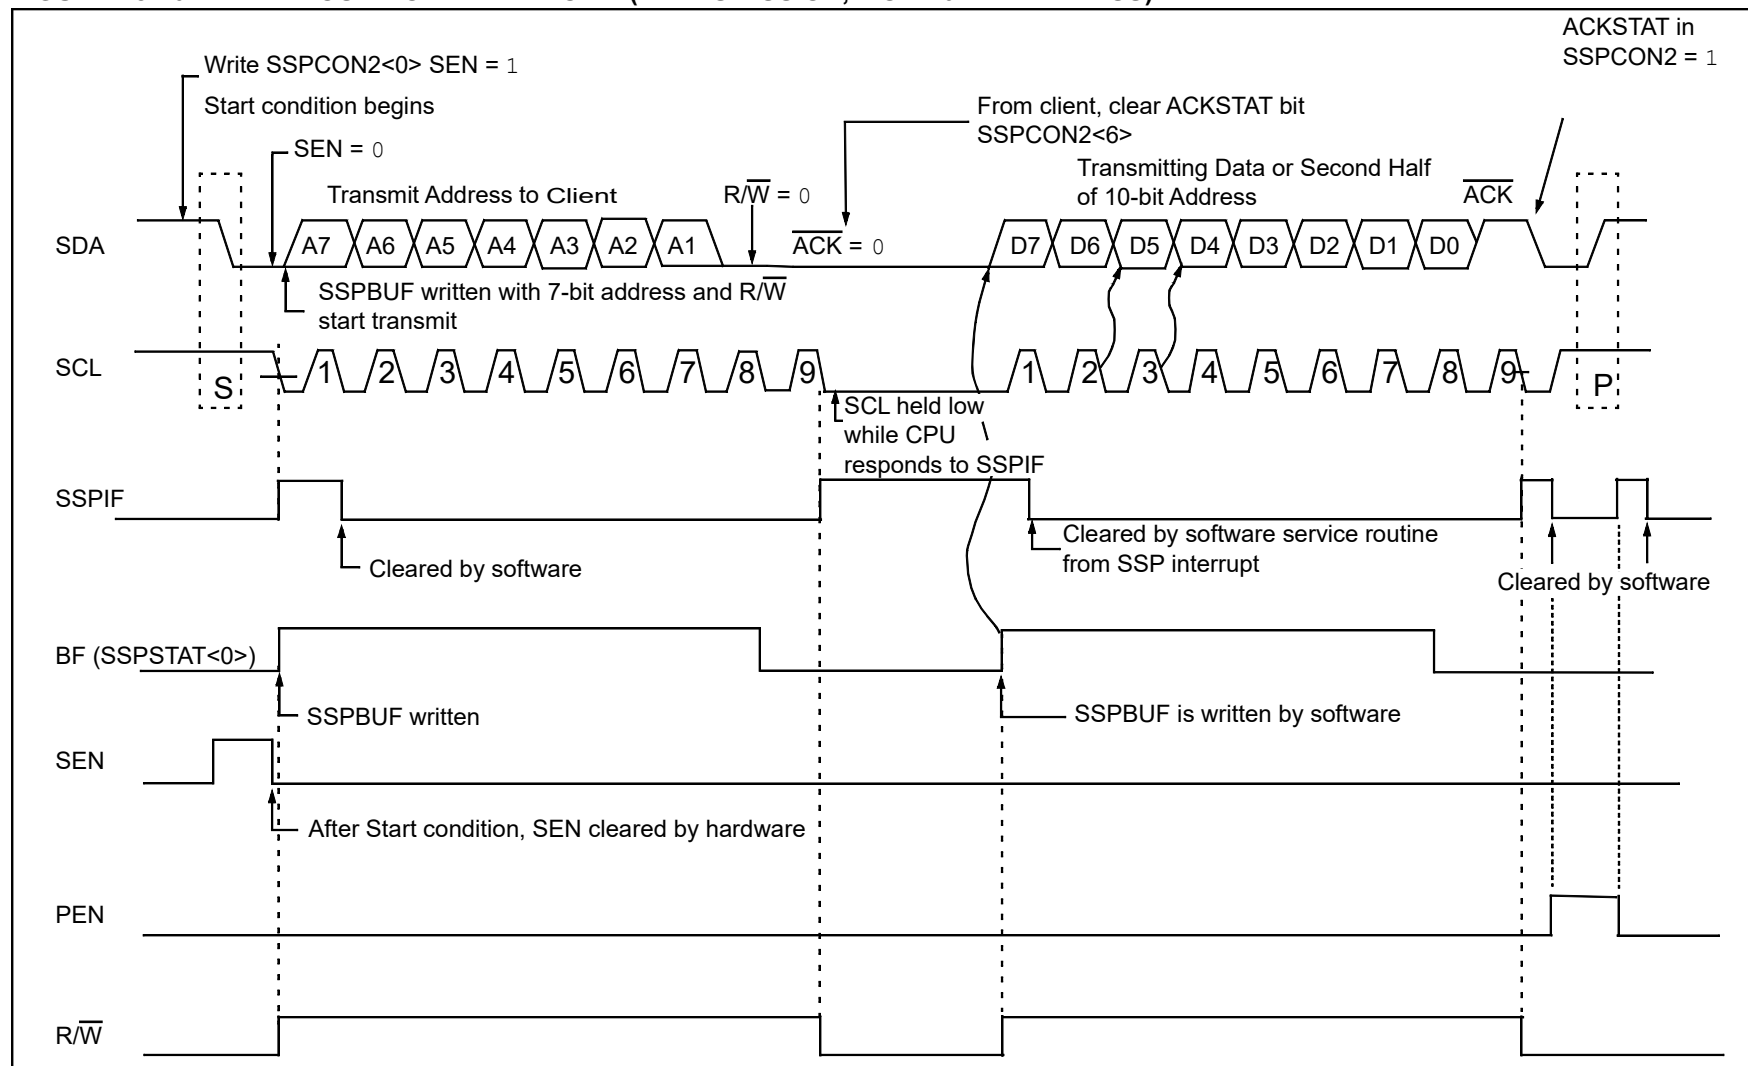 ACKSTAT in
SSPCON2 = 1
Write SSPCON2<0> SEN = 1
Start condition begins
From client, clear ACKSTAT bit
SSPCON2<6>
SEN = 0
Transmit Address to Client
R/W̅ = 0
Transmitting Data or Second Half
of 10-bit Address
A̅C̅K̅
SDA
A7 A6 A5 A4 A3 A2 A1
A̅C̅K̅ = 0
D7 D6 D5 D4 D3 D2 D1 D0
SSPBUF written with 7-bit address and R/W̅
start transmit
SCL
S
1 2 3 4 5 6 7 8 9
1 2 3 4 5 6 7 8 9
P
SCL held low
while CPU
responds to SSPIF
SSPIF
Cleared by software
Cleared by software service routine
from SSP interrupt
Cleared by software
BF (SSPSTAT<0>)
SSPBUF written
SSPBUF is written by software
SEN
After Start condition, SEN cleared by hardware
PEN
R/W̅